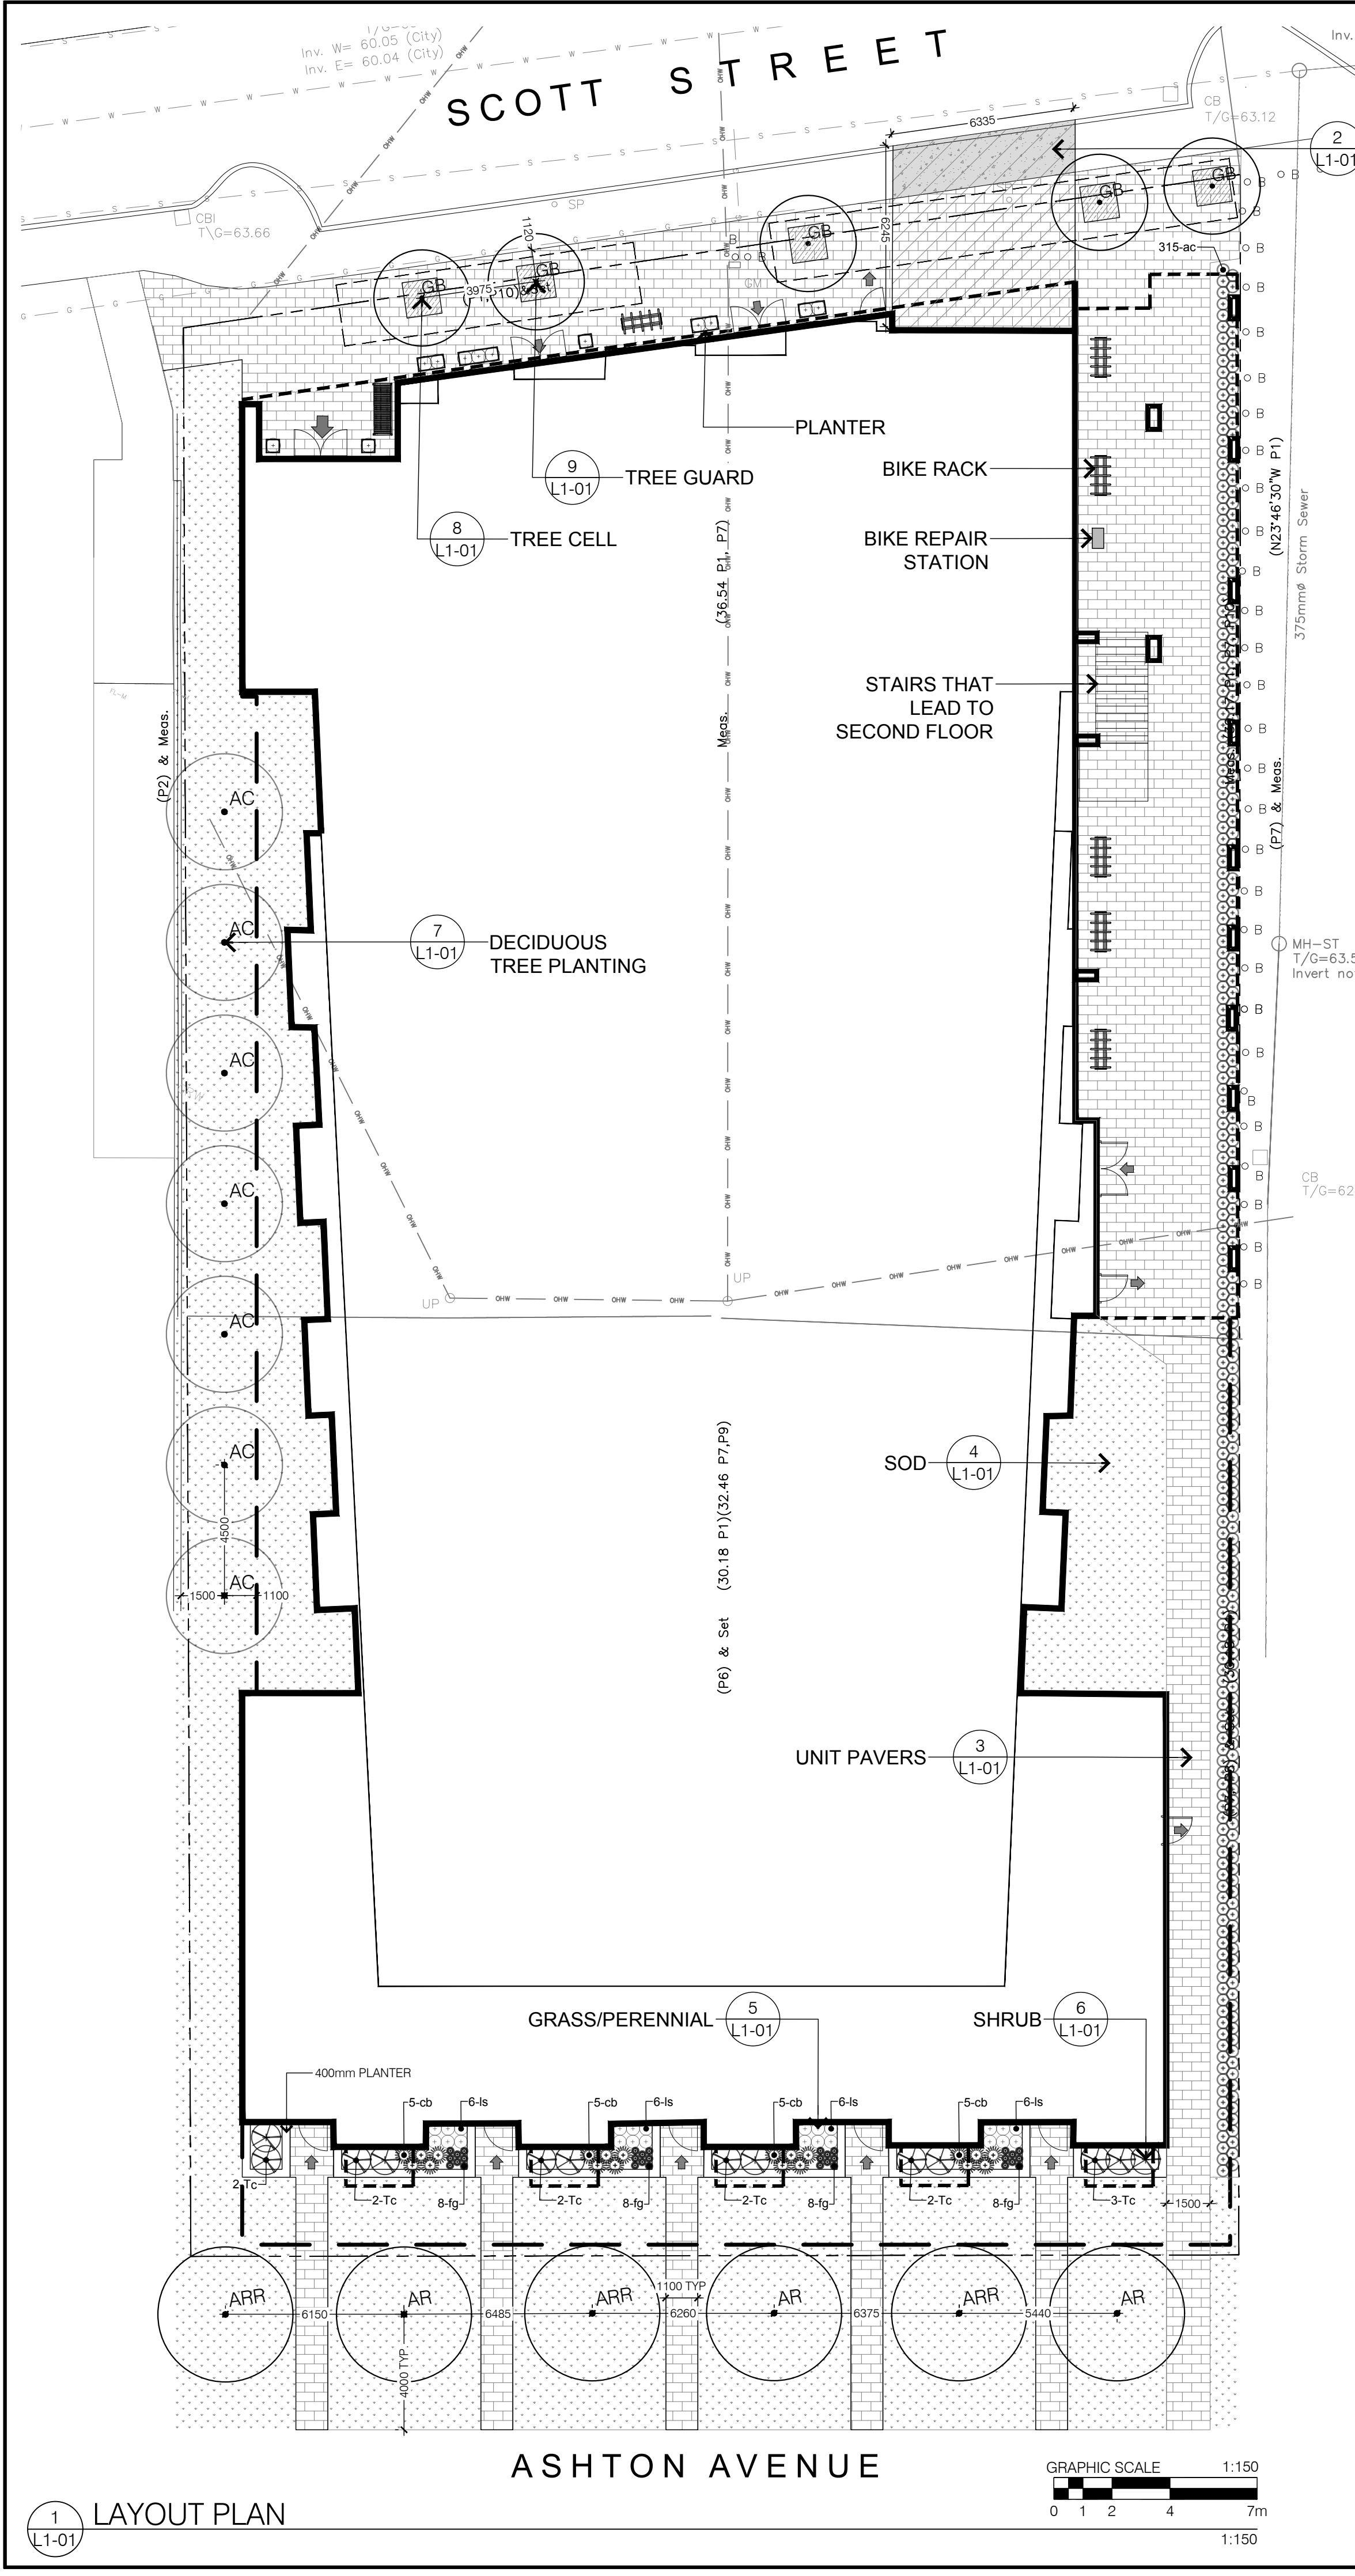 Inv. W= 60.05 (City)
Inv. E= 60.04 (City)
SCOTT STREET
Inv.
CB
T/G=63.12
6335
2
L1-01
CBI
T\G=63.66
SP
1120
6245
GB
GB
GB
GB
GB
3975
GM
315-ac
PLANTER
9
L1-01
TREE GUARD
BIKE RACK
8
L1-01
TREE CELL
BIKE REPAIR
STATION
(N23°46'30"W P1)
375mmø Storm Sewer
(36.54 P1, P7)
Meas.
STAIRS THAT
LEAD TO
SECOND FLOOR
(P2) & Meas.
(P7) & Meas.
AC
AC
7
L1-01
DECIDUOUS
TREE PLANTING
MH-ST
T/G=63.5
Invert no
AC
AC
CB
T/G=62
UP
UP
OHW
AC
AC
4500
SOD
4
L1-01
(P6) & Set (30.18 P1)(32.46 P7,P9)
AC
1500
1100
UNIT PAVERS
3
L1-01
GRASS/PERENNIAL
5
L1-01
SHRUB
6
L1-01
400mm PLANTER
5-cb
6-ls
5-cb
6-ls
5-cb
6-ls
5-cb
6-ls
2-Tc
2-Tc
8-fg
2-Tc
8-fg
2-Tc
8-fg
2-Tc
8-fg
3-Tc
1500
ARR
AR
ARR
AR
ARR
AR
1100 TYP
6150
6485
6260
6375
5440
4000 TYP
ASHTON AVENUE
GRAPHIC SCALE 1:150
0 1 2 4 7m
1
L1-01
LAYOUT PLAN
1:150